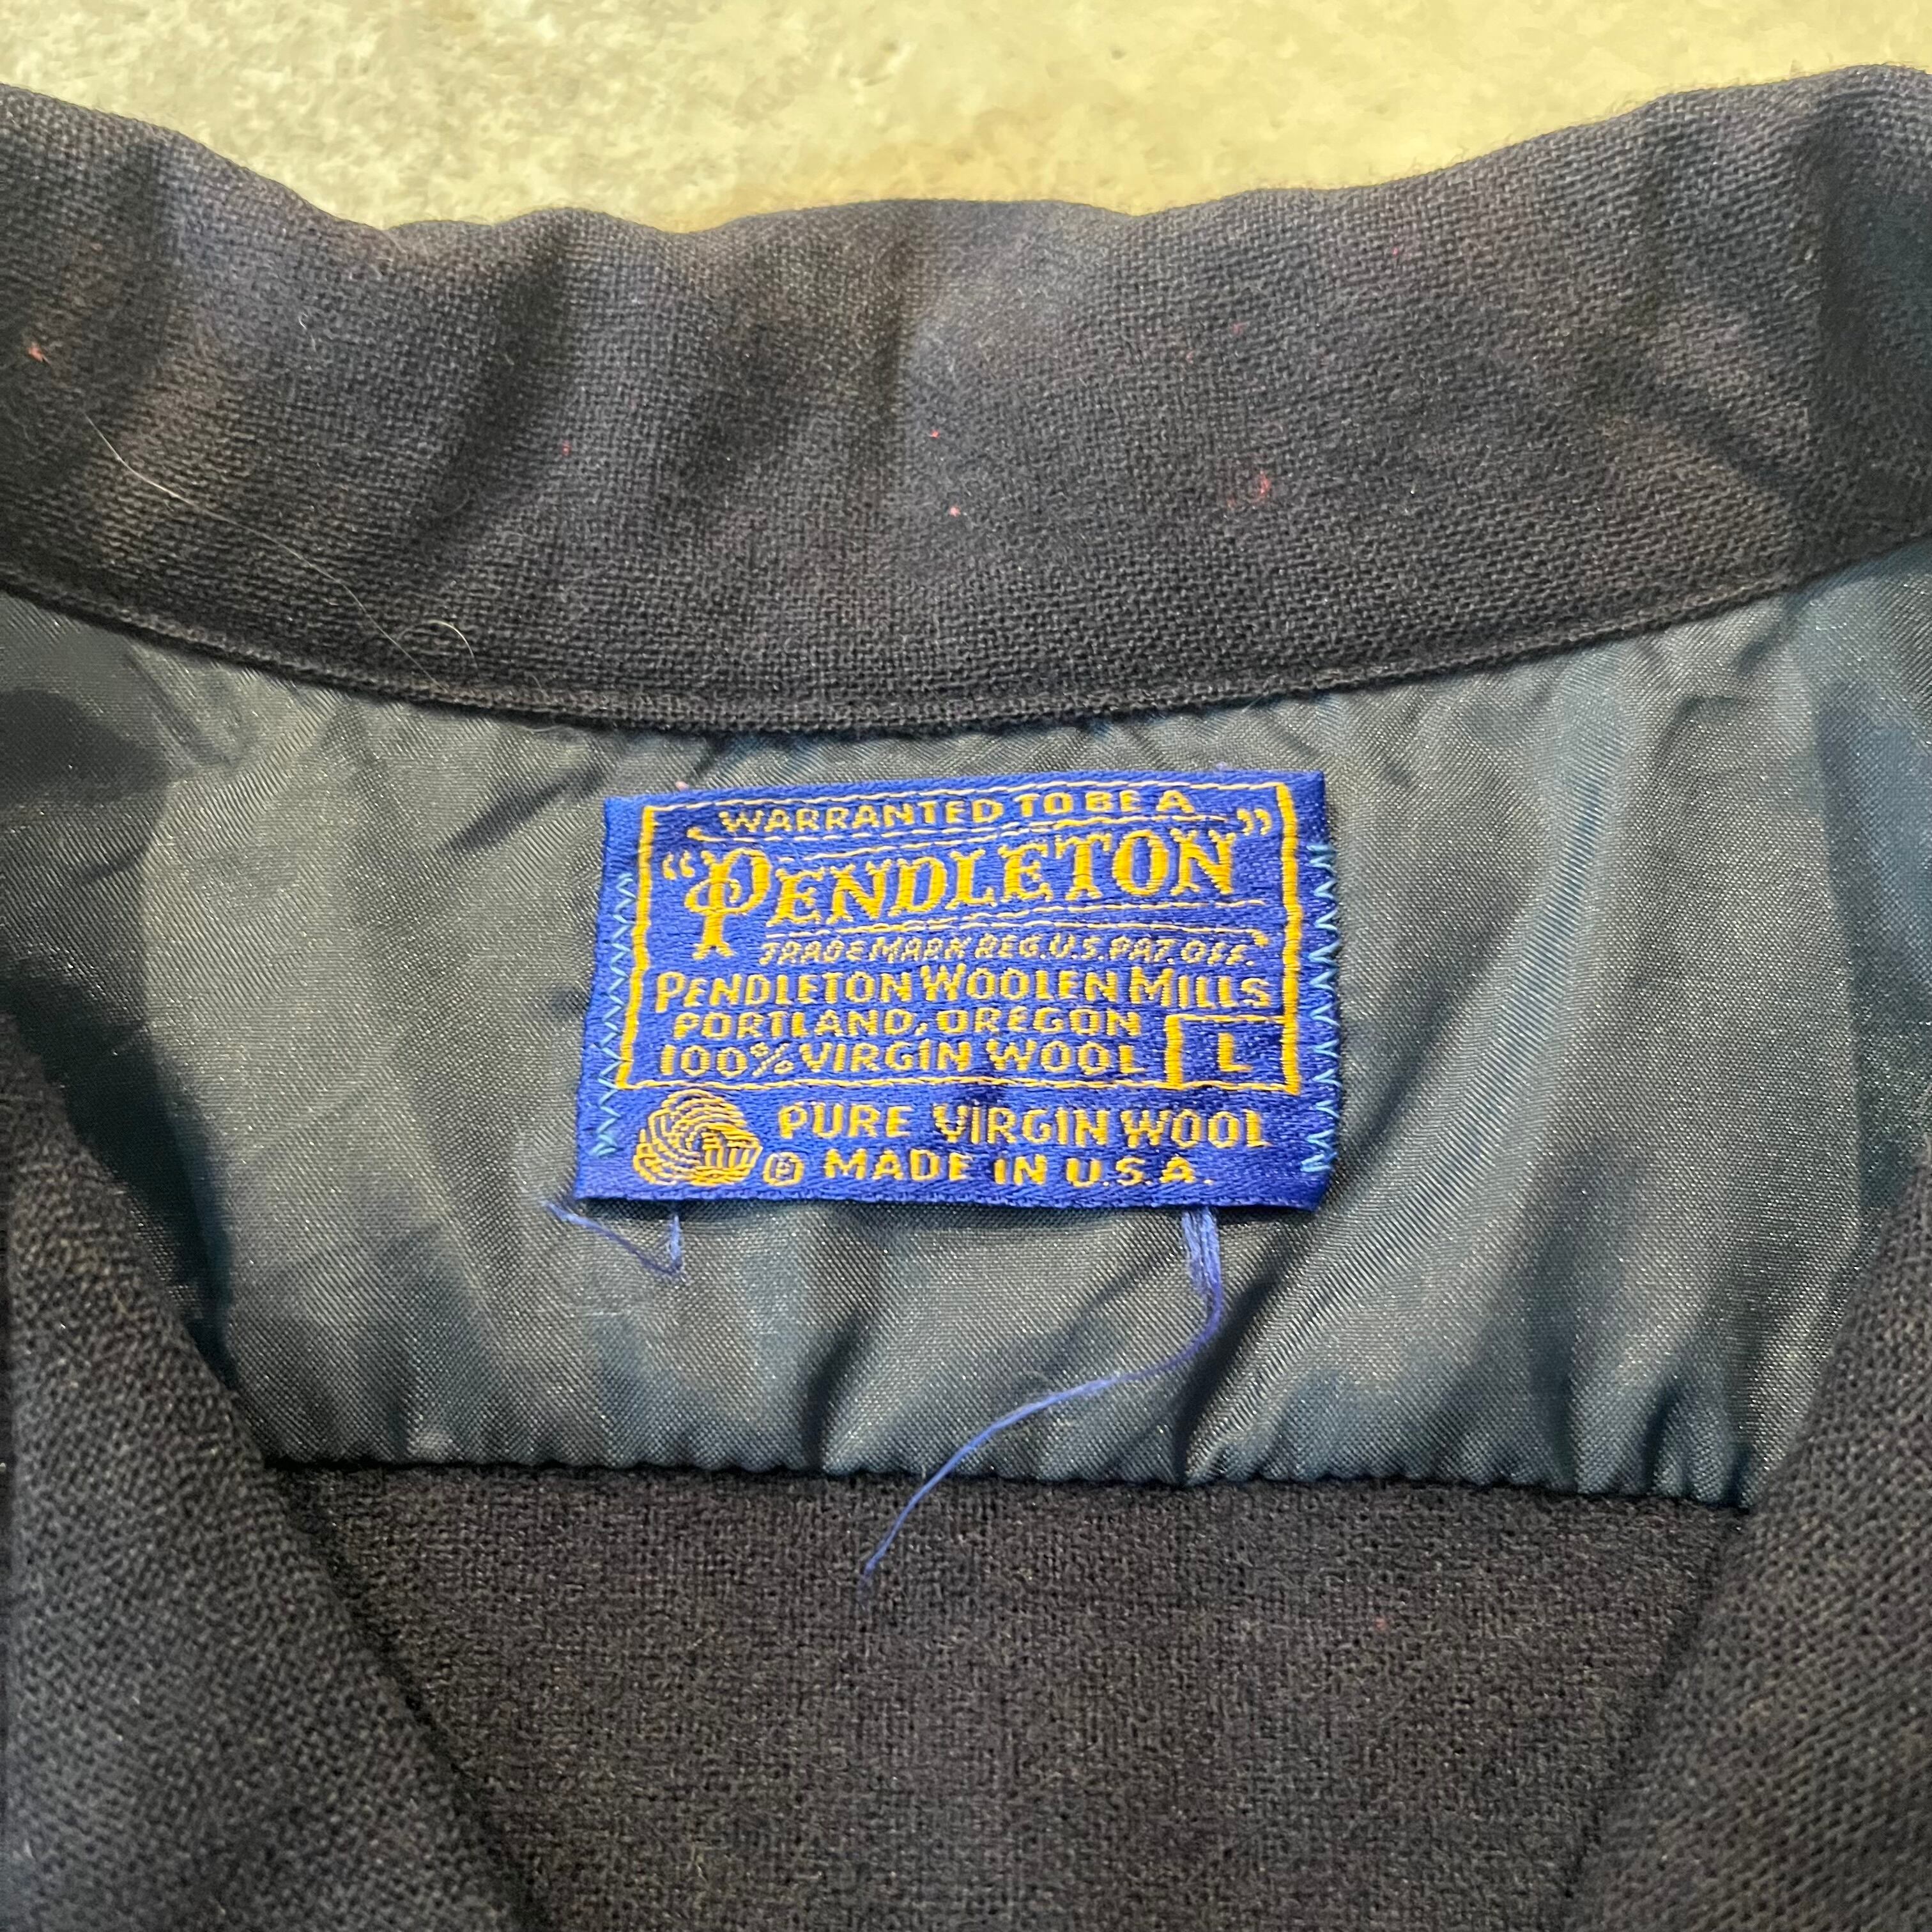 WARRANTED TO BE A
"PENDLETON"
TRADE MARK REG. U.S. PAT. OFF.
PENDLETON WOOLEN MILLS
PORTLAND, OREGON
100% VIRGIN WOOL L
PURE VIRGIN WOOL
® MADE IN U.S.A.